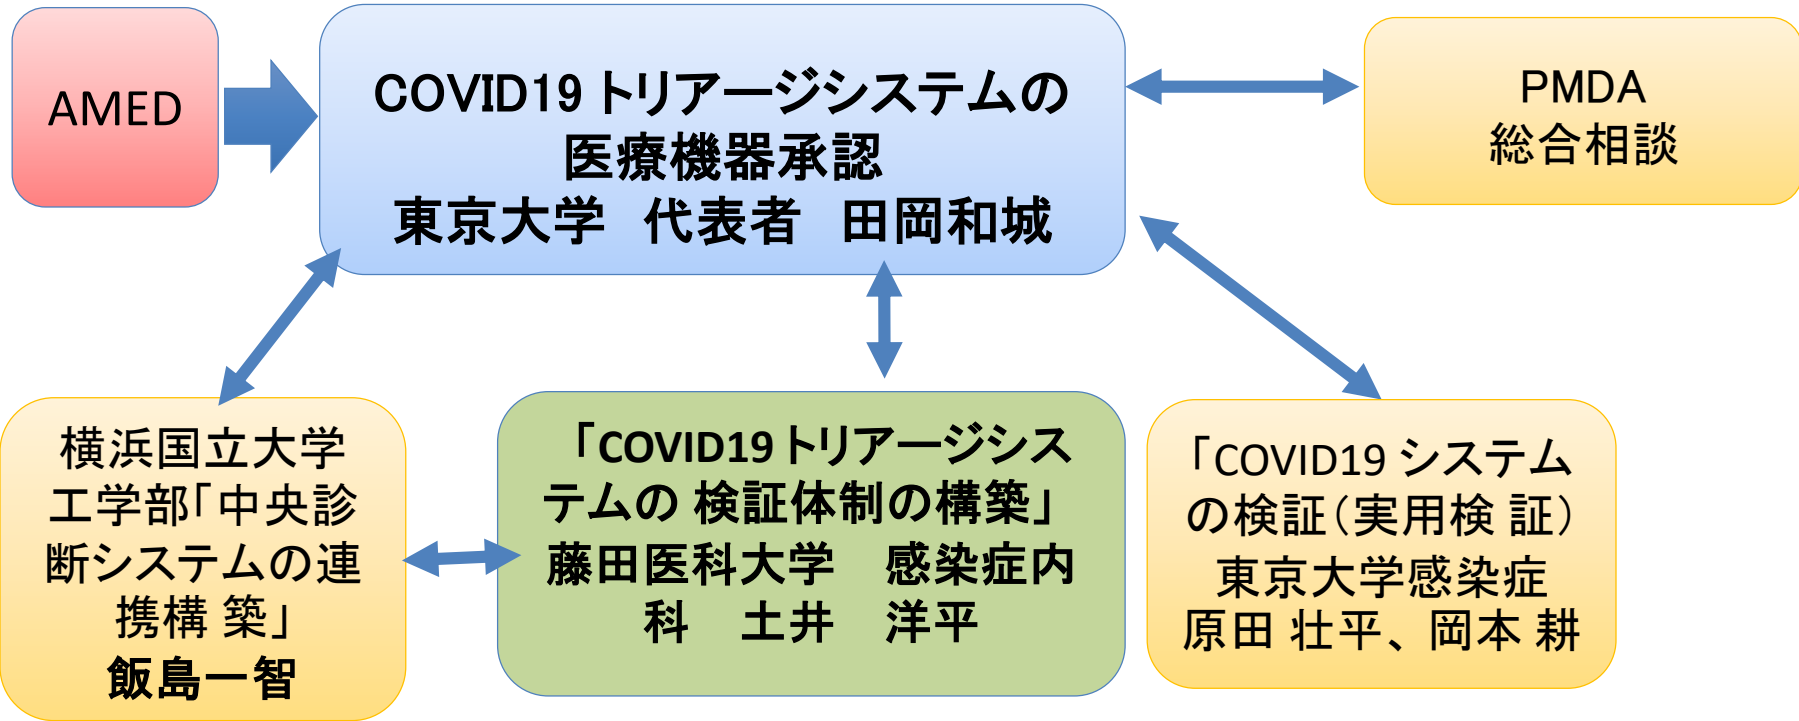 AMED
COVID19 トリアージシステムの
医療機器承認
東京大学　代表者　田岡和城
PMDA
総合相談
横浜国立大学
工学部「中央診
断システムの連
携構 築」
飯島一智
「COVID19 トリアージシス
テムの 検証体制の構築」
藤田医科大学　感染症内
科　土井　洋平
「COVID19 システム
の検証（実用検 証）
東京大学感染症
原田 壮平、岡本 耕